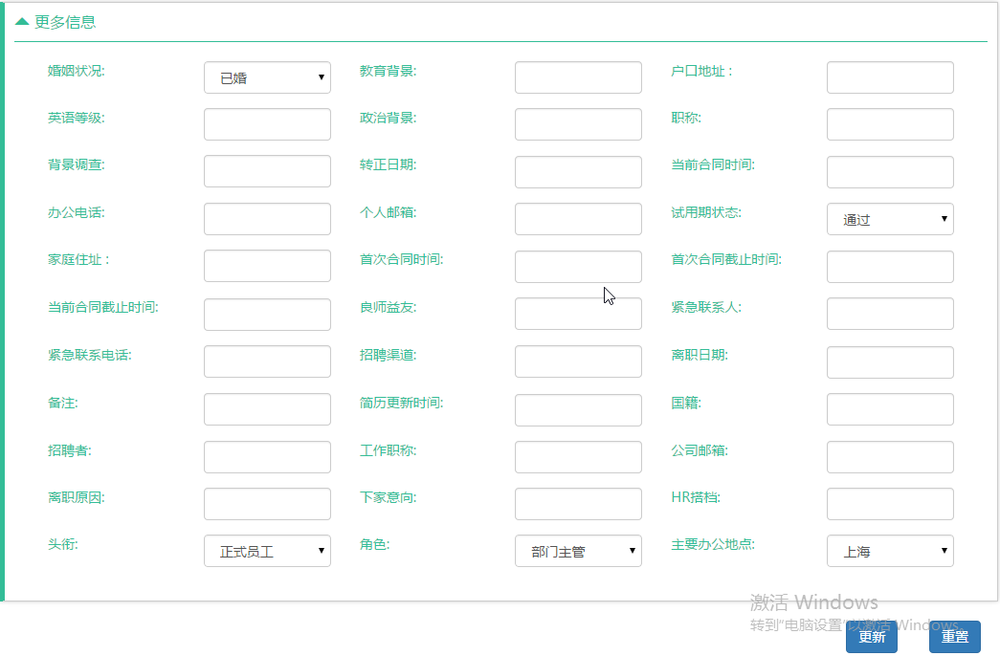 更多信息
婚姻状况: 已婚 教育背景: 户口地址 :
英语等级: 政治背景: 职称:
背景调查: 转正日期: 当前合同时间:
办公电话: 个人邮箱: 试用期状态: 通过
家庭住址 : 首次合同时间: 首次合同截止时间:
当前合同截止时间: 良师益友: 紧急联系人:
紧急联系电话: 招聘渠道: 离职日期:
备注: 简历更新时间: 国籍:
招聘者: 工作职称: 公司邮箱:
离职原因: 下家意向: HR搭档:
头衔: 正式员工 角色: 部门主管 主要办公地点: 上海
激活 Windows
转到"电脑设置"以激活 Windows。
更新 重置